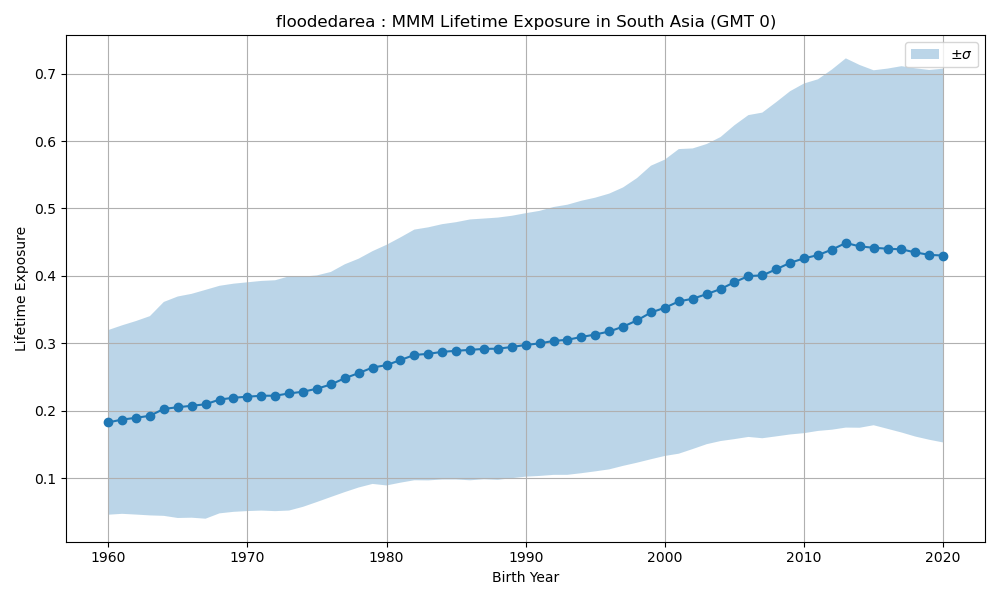 floodedarea : MMM Lifetime Exposure in South Asia (GMT 0)
±σ
0.7
0.6
0.5
0.4
0.3
0.2
0.1
Lifetime Exposure
1960 1970 1980 1990 2000 2010 2020
Birth Year